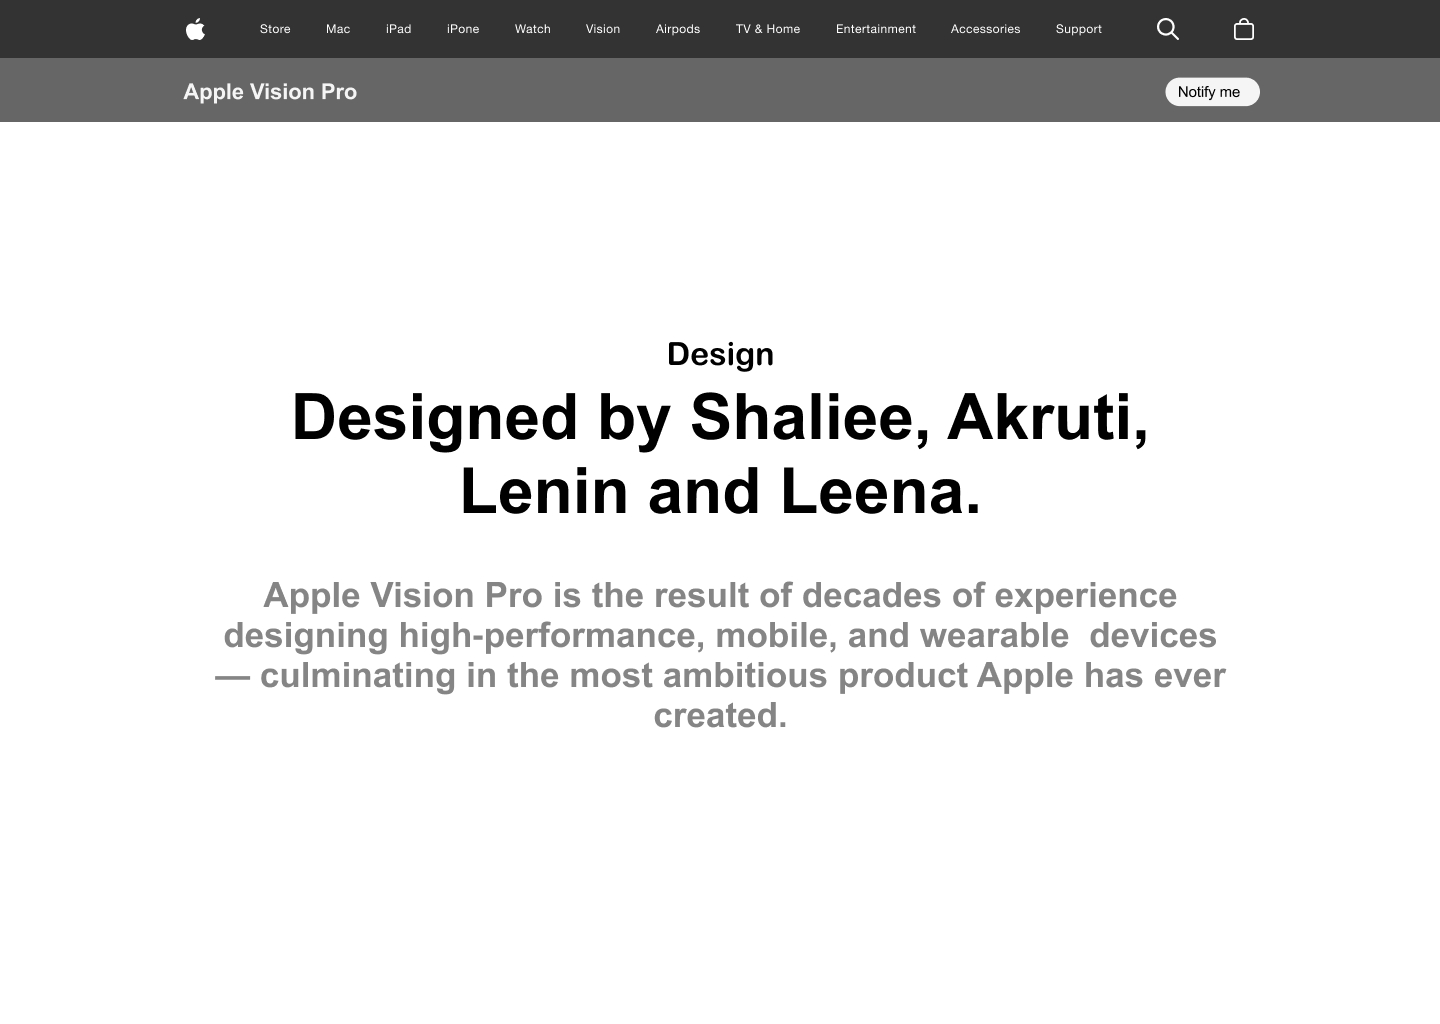 Store Mac iPad iPone Watch Vision Airpods TV & Home Entertainment Accessories Support
Apple Vision Pro Notify me
Design
Designed by Shaliee, Akruti,
Lenin and Leena.
Apple Vision Pro is the result of decades of experience
designing high-performance, mobile, and wearable  devices
— culminating in the most ambitious product Apple has ever
created.